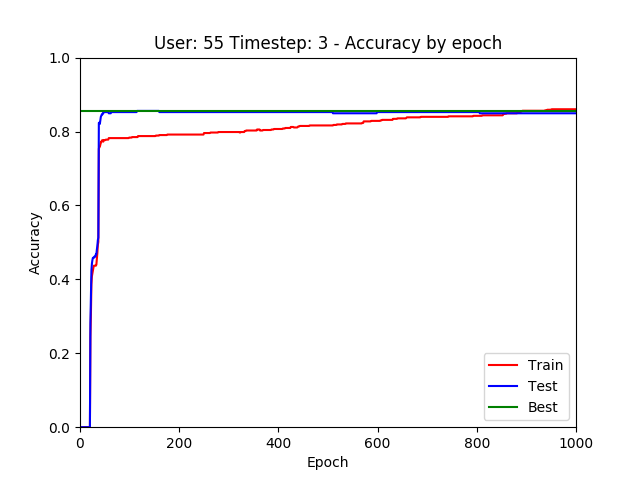 User: 55 Timestep: 3 - Accuracy by epoch
1.0
0.8
0.6
0.4
0.2
0.0
Accuracy
0 200 400 600 800 1000
Epoch
Train
Test
Best